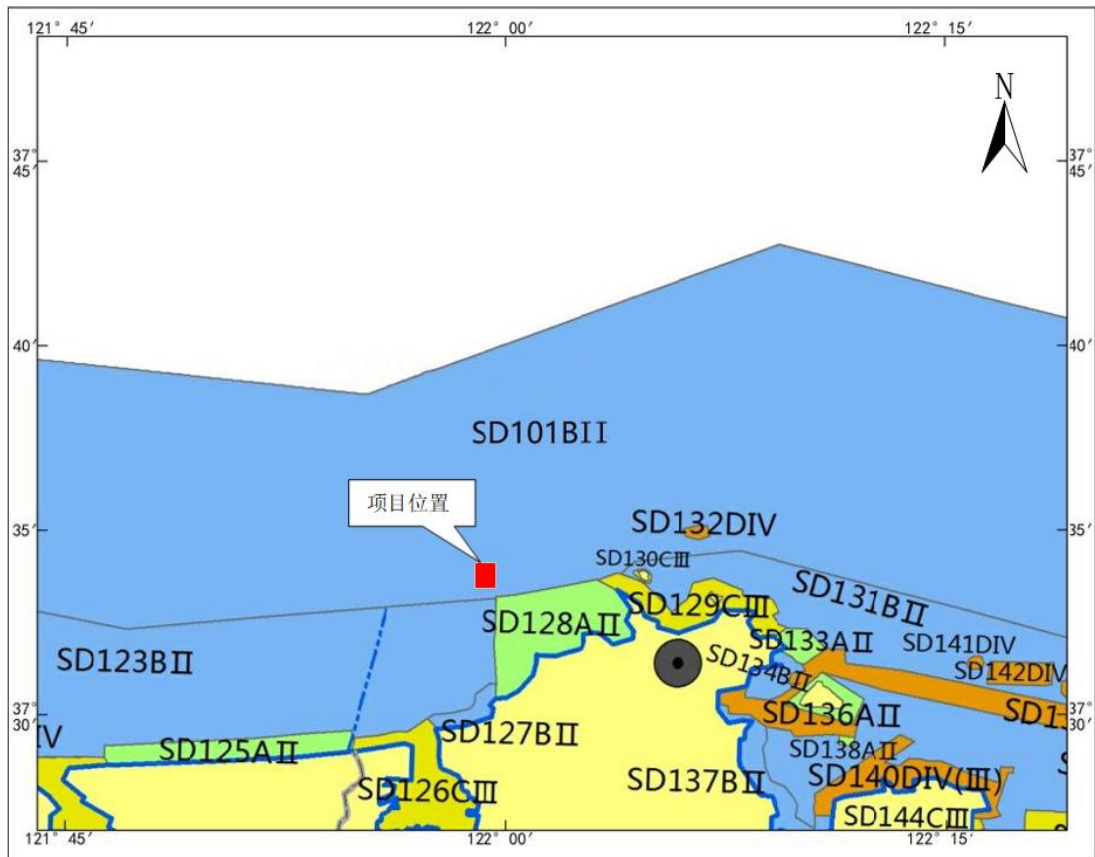 121° 45′
122° 00′
122° 15′
N
37°
45′
37°
45′
40′
40′
SD101BII
项目位置
35′
35′
SD132DIV
SD130CⅢ
SD131BⅡ
SD129CⅢ
SD128AⅡ
SD133AⅡ
SD141DIV
SD123BⅡ
SD134BⅡ
SD142DIV
37°
30′
37°
30′
SD136AⅡ
SD13
IV
SD127BⅡ
SD125AⅡ
SD138AⅡ
SD126CⅢ
SD137BⅡ
SD140DIV(Ⅲ)
SD144CⅢ
121° 45′
122° 00′
122° 15′